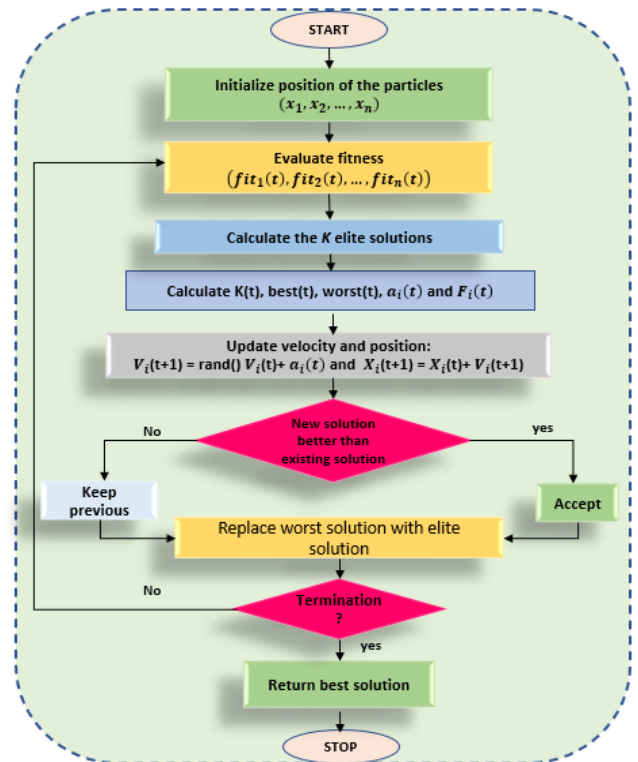 START
Initialize position of the particles
(x₁, x₂, ..., xₙ)
Evaluate fitness
(fit₁(t), fit₂(t), ..., fitₙ(t))
Calculate the K elite solutions
Calculate K(t), best(t), worst(t), aᵢ(t) and Fᵢ(t)
Update velocity and position:
Vᵢ(t+1) = rand() Vᵢ(t)+ aᵢ(t) and Xᵢ(t+1) = Xᵢ(t)+ Vᵢ(t+1)
No
New solution
better than
existing solution
yes
Keep
previous
Accept
Replace worst solution with elite
solution
No
Termination
?
yes
Return best solution
STOP